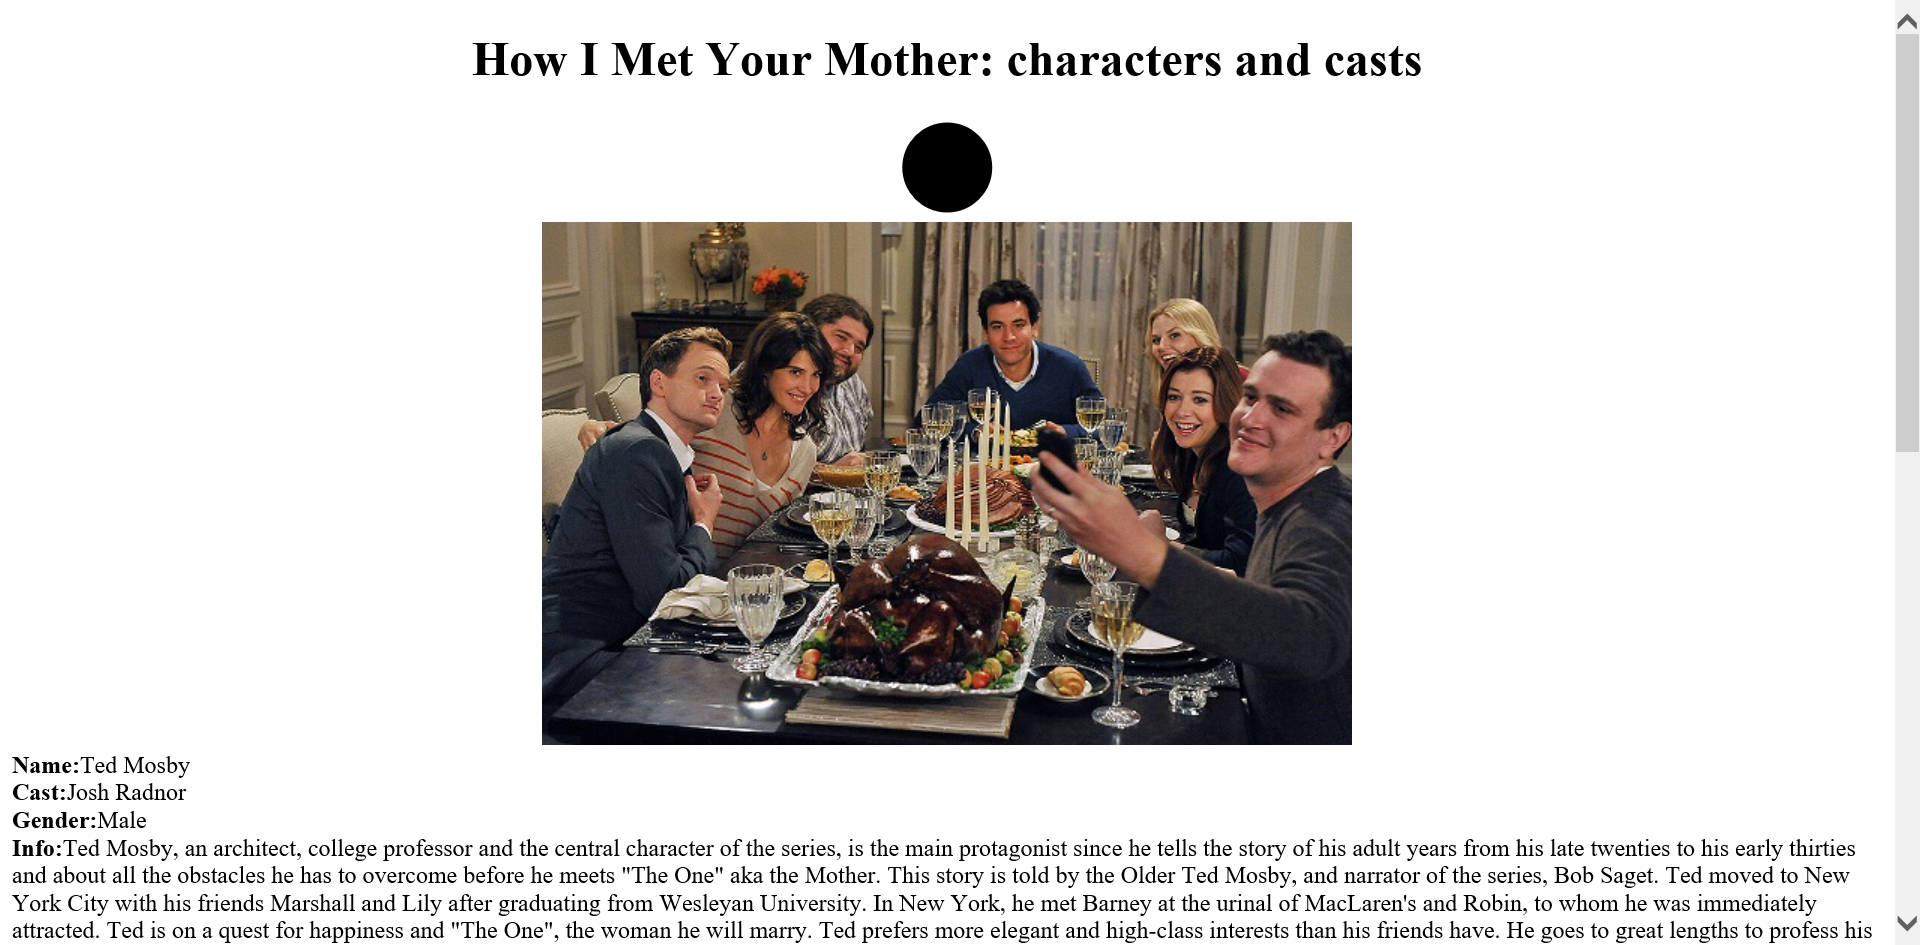 How I Met Your Mother: characters and casts
Name:Ted Mosby
Cast:Josh Radnor
Gender:Male
Info:Ted Mosby, an architect, college professor and the central character of the series, is the main protagonist since he tells the story of his adult years from his late twenties to his early thirties
and about all the obstacles he has to overcome before he meets "The One" aka the Mother. This story is told by the Older Ted Mosby, and narrator of the series, Bob Saget. Ted moved to New
York City with his friends Marshall and Lily after graduating from Wesleyan University. In New York, he met Barney at the urinal of MacLaren's and Robin, to whom he was immediately
attracted. Ted is on a quest for happiness and "The One", the woman he will marry. Ted prefers more elegant and high-class interests than his friends have. He goes to great lengths to profess his